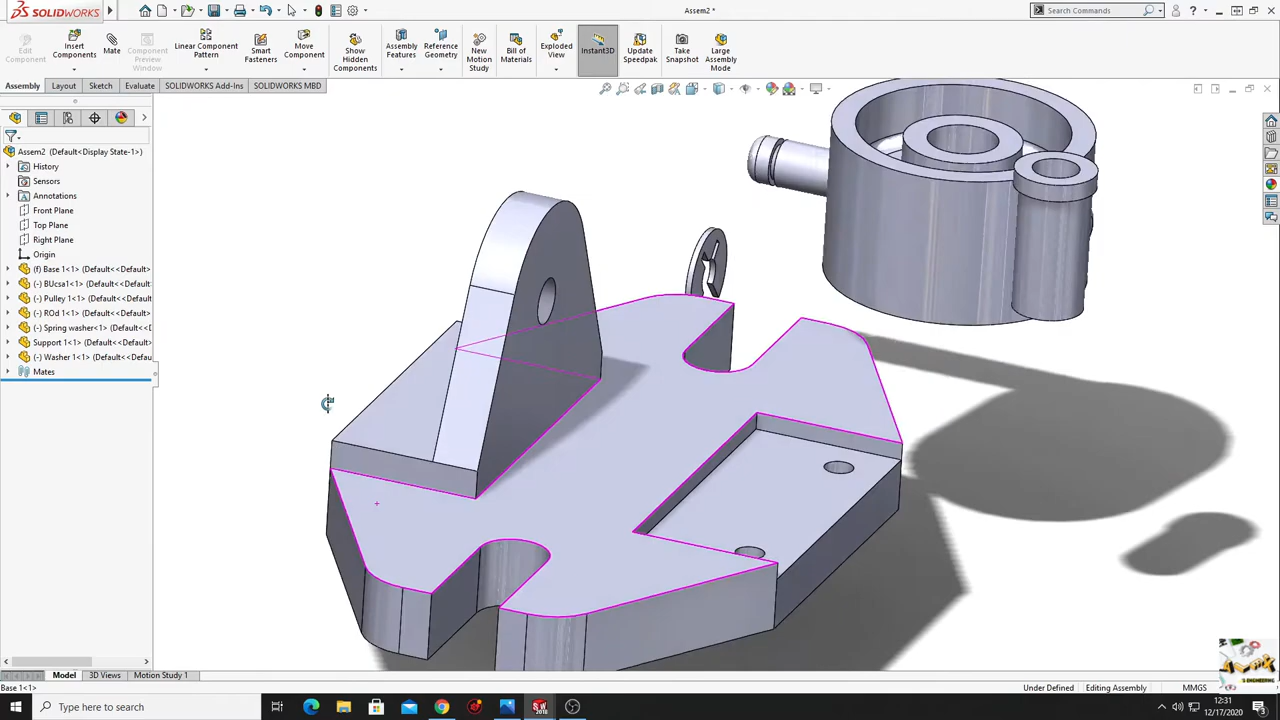 SOLIDWORKS
Assem2 *
Search Commands
Edit Component
Insert Components
Mate
Component Preview Window
Linear Component Pattern
Smart Fasteners
Move Component
Show Hidden Components
Assembly Features
Reference Geometry
New Motion Study
Bill of Materials
Exploded View
Instant3D
Update Speedpak
Take Snapshot
Large Assembly Mode
Assembly
Layout
Sketch
Evaluate
SOLIDWORKS Add-Ins
SOLIDWORKS MBD
Assem2 (Default<Display State-1>)
History
Sensors
Annotations
Front Plane
Top Plane
Right Plane
Origin
(f) Base 1<1> (Default<<Default>
(-) BUcsa1<1> (Default<<Default>
(-) Pulley 1<1> (Default<<Default
(-) ROd 1<1> (Default<<Default>
(-) Spring washer<1> (Default<<D
Support 1<1> (Default<<Default
(-) Washer 1<1> (Default<<Defau
Mates
Model
3D Views
Motion Study 1
Base 1<1>
Under Defined
Editing Assembly
MMGS
Type here to search
12:31
12/17/2020